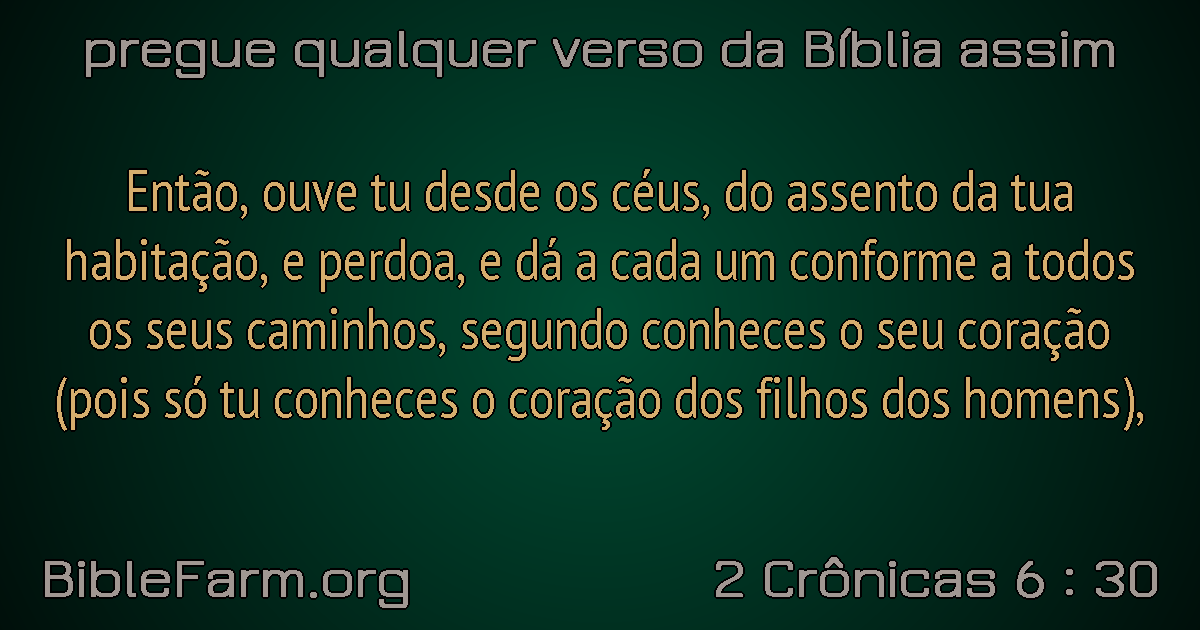 pregue qualquer verso da Bíblia assim
Então, ouve tu desde os céus, do assento da tua
habitação, e perdoa, e dá a cada um conforme a todos
os seus caminhos, segundo conheces o seu coração
(pois só tu conheces o coração dos filhos dos homens),
BibleFarm.org
2 Crônicas 6 : 30